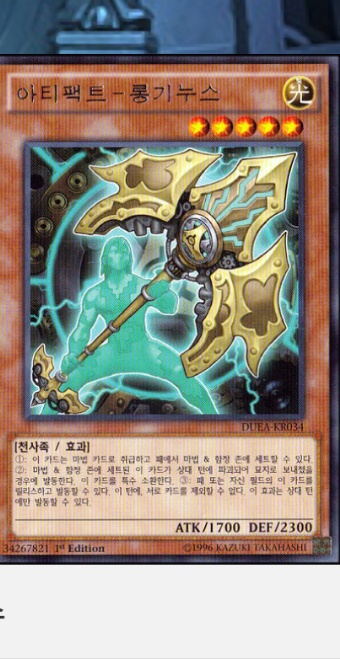 아티팩트-롱기누스
光
DUEA-KR034
[천사족 / 효과]
①: 이 카드는 마법 카드로 취급하고 패에서 마법 & 함정 존에 세트할 수 있다.
②: 마법 & 함정 존에 세트된 이 카드가 상대 턴에 파괴되어 묘지로 보내졌을
경우에 발동한다. 이 카드를 특수 소환한다. ③: 패 또는 자신 필드의 이 카드를
릴리스하고 발동할 수 있다. 이 턴에, 서로 카드를 제외할 수 없다. 이 효과는 상대 턴
에만 발동할 수 있다.
ATK/1700 DEF/2300
34267821 1st Edition ©1996 KAZUKI TAKAHASHI